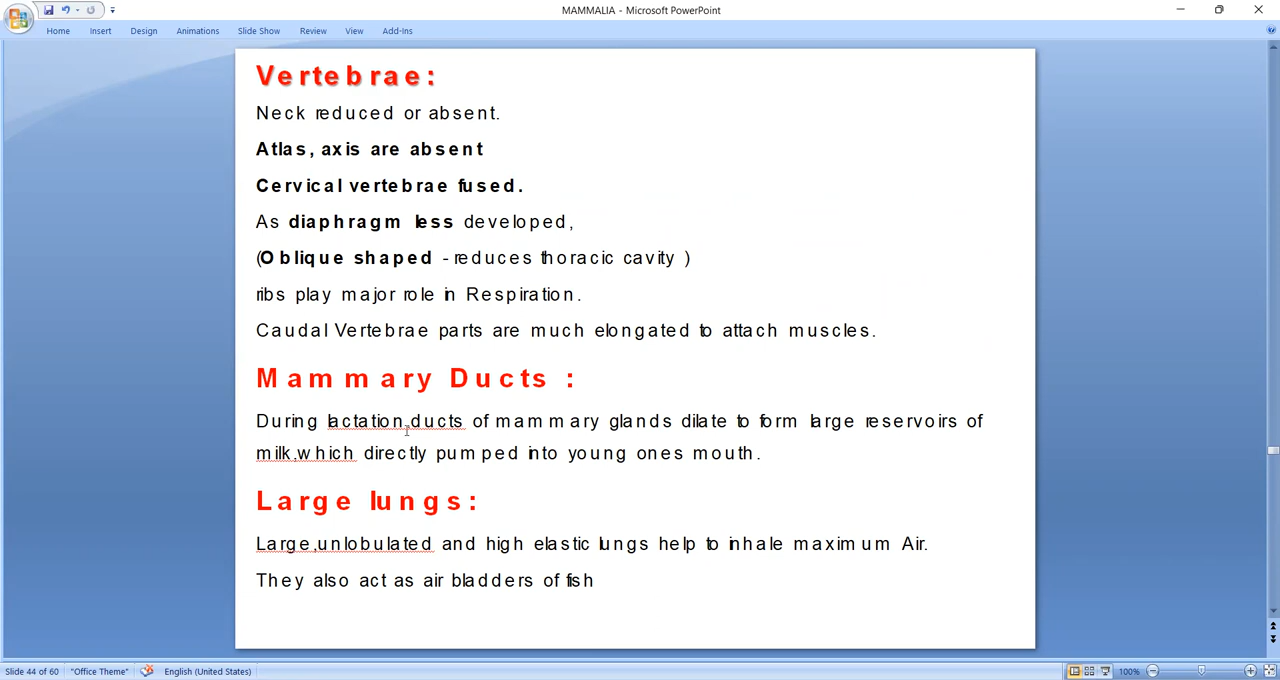 MAMMALIA - Microsoft PowerPoint
Home Insert Design Animations Slide Show Review View Add-Ins
Vertebrae:
Neck reduced or absent.
Atlas, axis are absent
Cervical vertebrae fused.
As diaphragm less developed,
(Oblique shaped -reduces thoracic cavity )
ribs play major role in Respiration.
Caudal Vertebrae parts are much elongated to attach muscles.
Mammary Ducts :
During lactation,ducts of mammary glands dilate to form large reservoirs of
milk,which directly pumped into young ones mouth.
Large lungs:
Large,unlobulated and high elastic lungs help to inhale maximum Air.
They also act as air bladders of fish
Slide 44 of 60 "Office Theme" English (United States) 100%